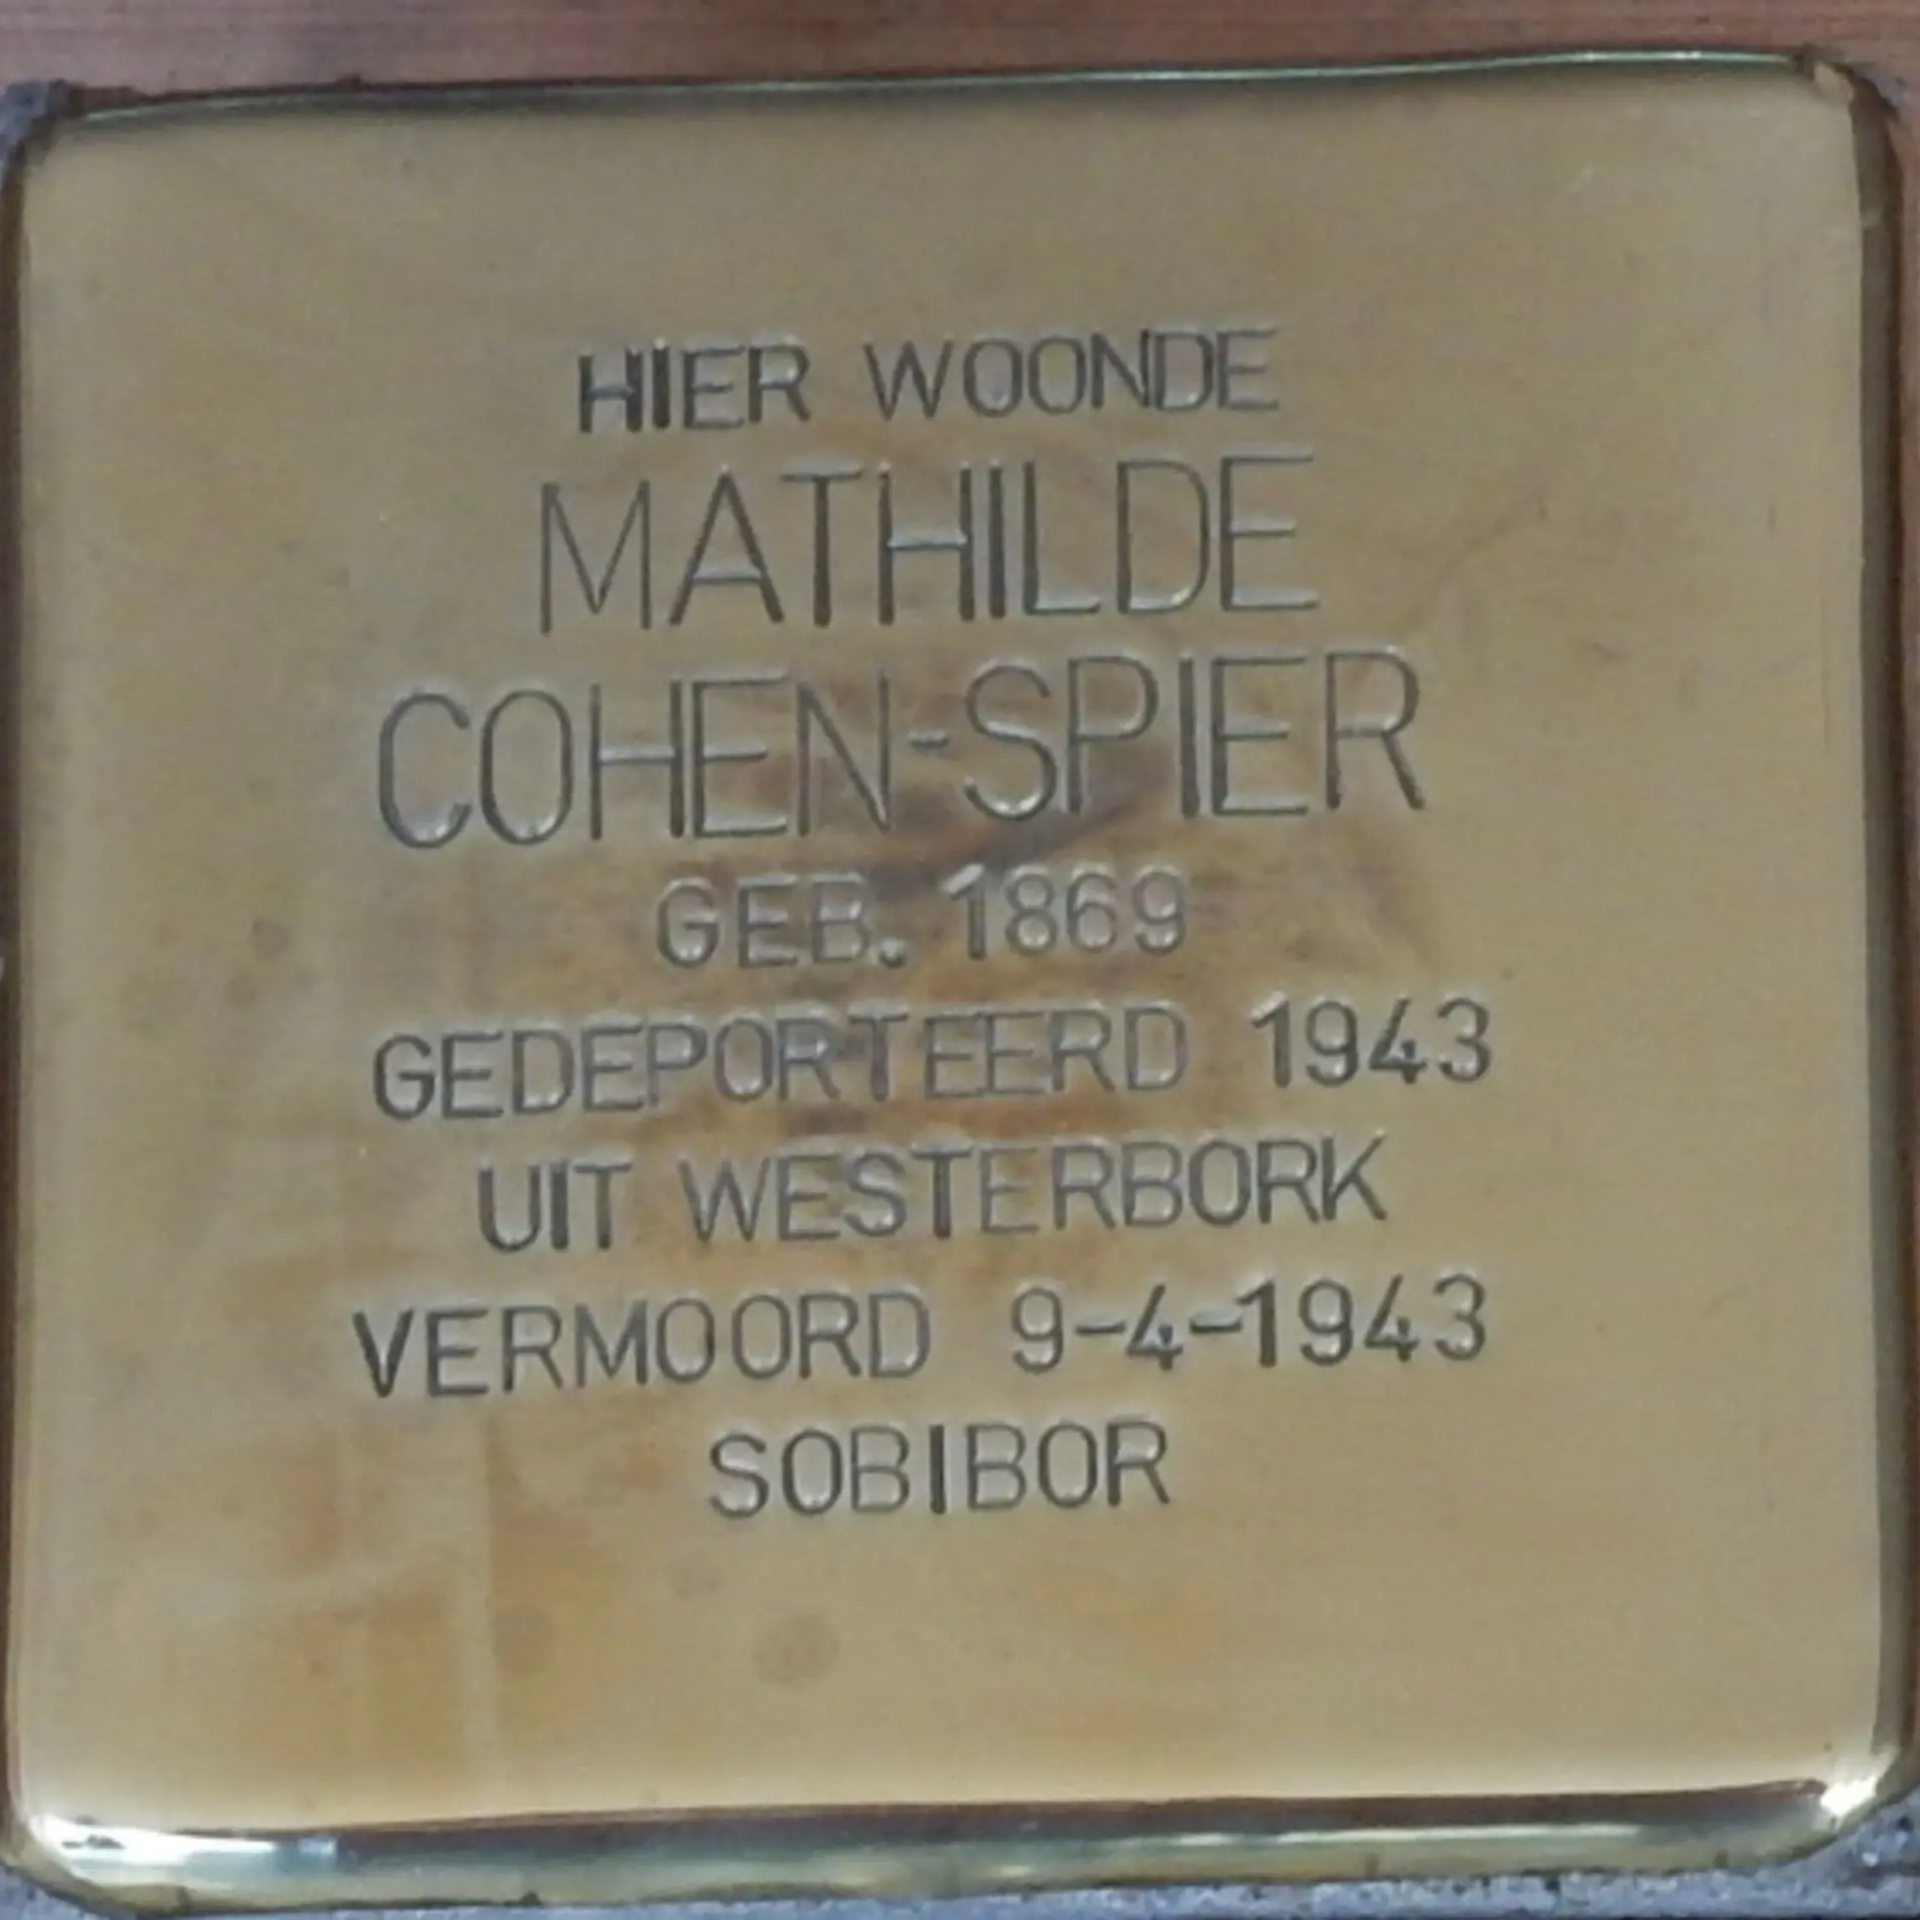 HIER WOONDE
MATHILDE
COHEN-SPIER
GEB. 1869
GEDEPORTEERD 1943
UIT WESTERBORK
VERMOORD 9-4-1943
SOBIBOR